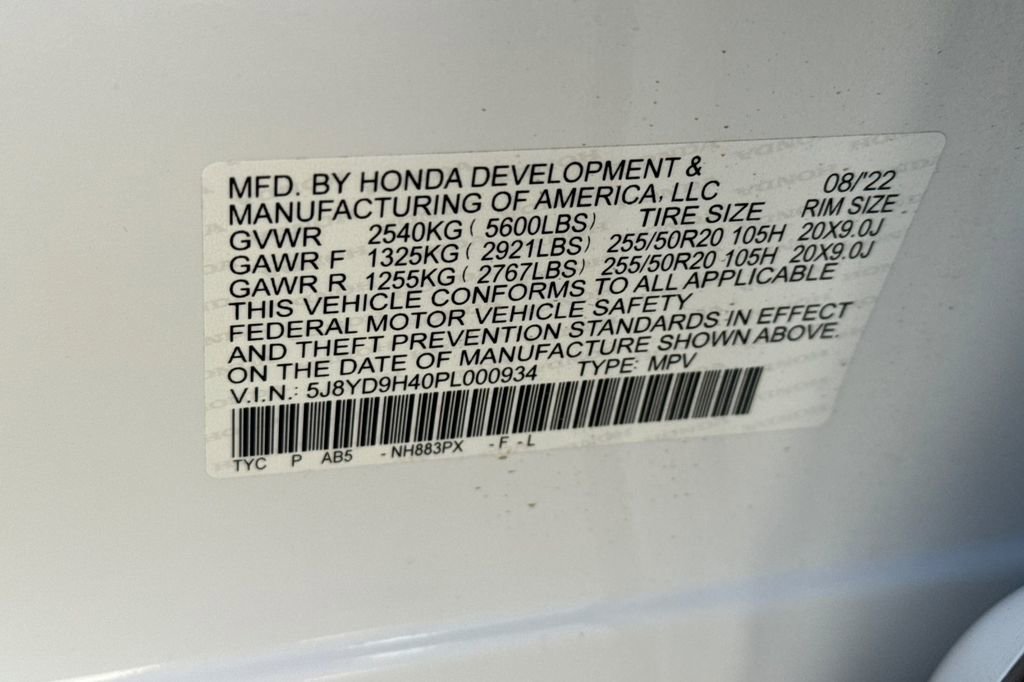 MFD. BY HONDA DEVELOPMENT &
MANUFACTURING OF AMERICA, LLC 08/'22
GVWR 2540KG ( 5600LBS) TIRE SIZE RIM SIZE
GAWR F 1325KG ( 2921LBS) 255/50R20 105H 20X9.0J
GAWR R 1255KG ( 2767LBS) 255/50R20 105H 20X9.0J
THIS VEHICLE CONFORMS TO ALL APPLICABLE
FEDERAL MOTOR VEHICLE SAFETY
AND THEFT PREVENTION STANDARDS IN EFFECT
ON THE DATE OF MANUFACTURE SHOWN ABOVE.
V.I.N.: 5J8YD9H40PL000934 TYPE: MPV
TYC P AB5 - NH883PX - F - L